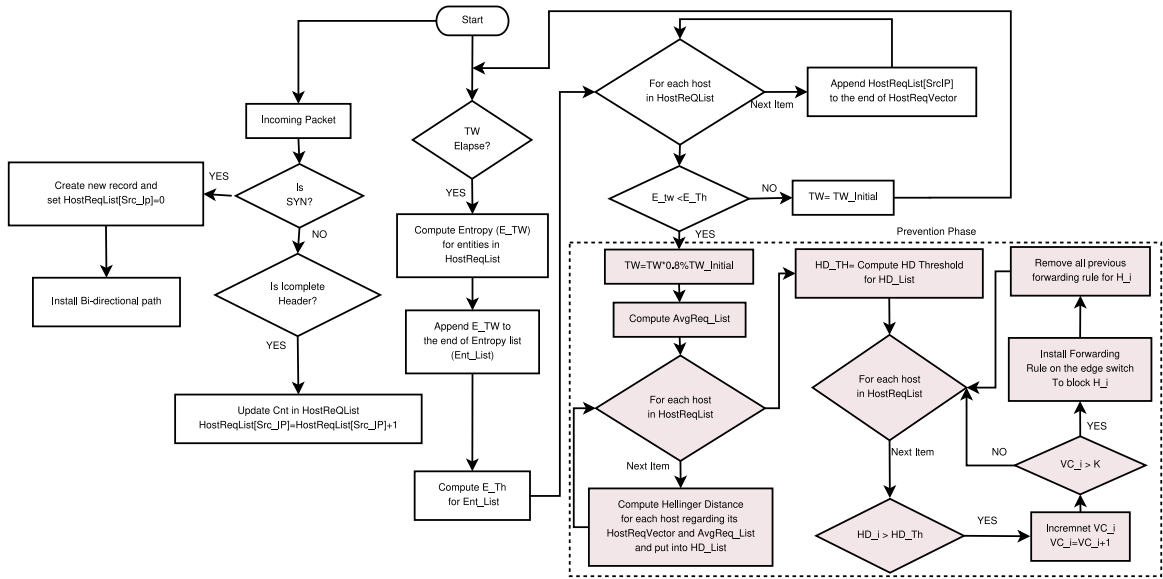 Start
Incoming Packet
Is
SYN?
YES
Create new record and
set HostReqList[Src_Ip]=0
Install Bi-directional path
NO
Is Icomplete
Header?
YES
Update Cnt in HostReQList
HostReqList[Src_IP]=HostReqList[Src_IP]+1
TW
Elapse?
YES
Compute Entropy (E_TW)
for entities in
HostReqList
Append E_TW to
the end of Entropy list
(Ent_List)
Compute E_Th
for Ent_List
For each host
in HostReQList
Next Item
Append HostReqList[SrcIP]
to the end of HostReqVector
E_tw <E_Th
NO
TW= TW_Initial
YES
Prevention Phase
TW=TW*0.8%TW_Initial
Compute AvgReq_List
For each host
in HostReqList
Next Item
Compute Hellinger Distance
for each host regarding its
HostReqVector and AvgReq_List
and put into HD_List
HD_TH= Compute HD Threshold
for HD_List
For each host
in HostReqList
Next Item
HD_i > HD_Th
YES
Incremnet VC_i
VC_i=VC_i+1
VC_i > K
NO
YES
Install Forwarding
Rule on the edge switch
To block H_i
Remove all previous
forwarding rule for H_i